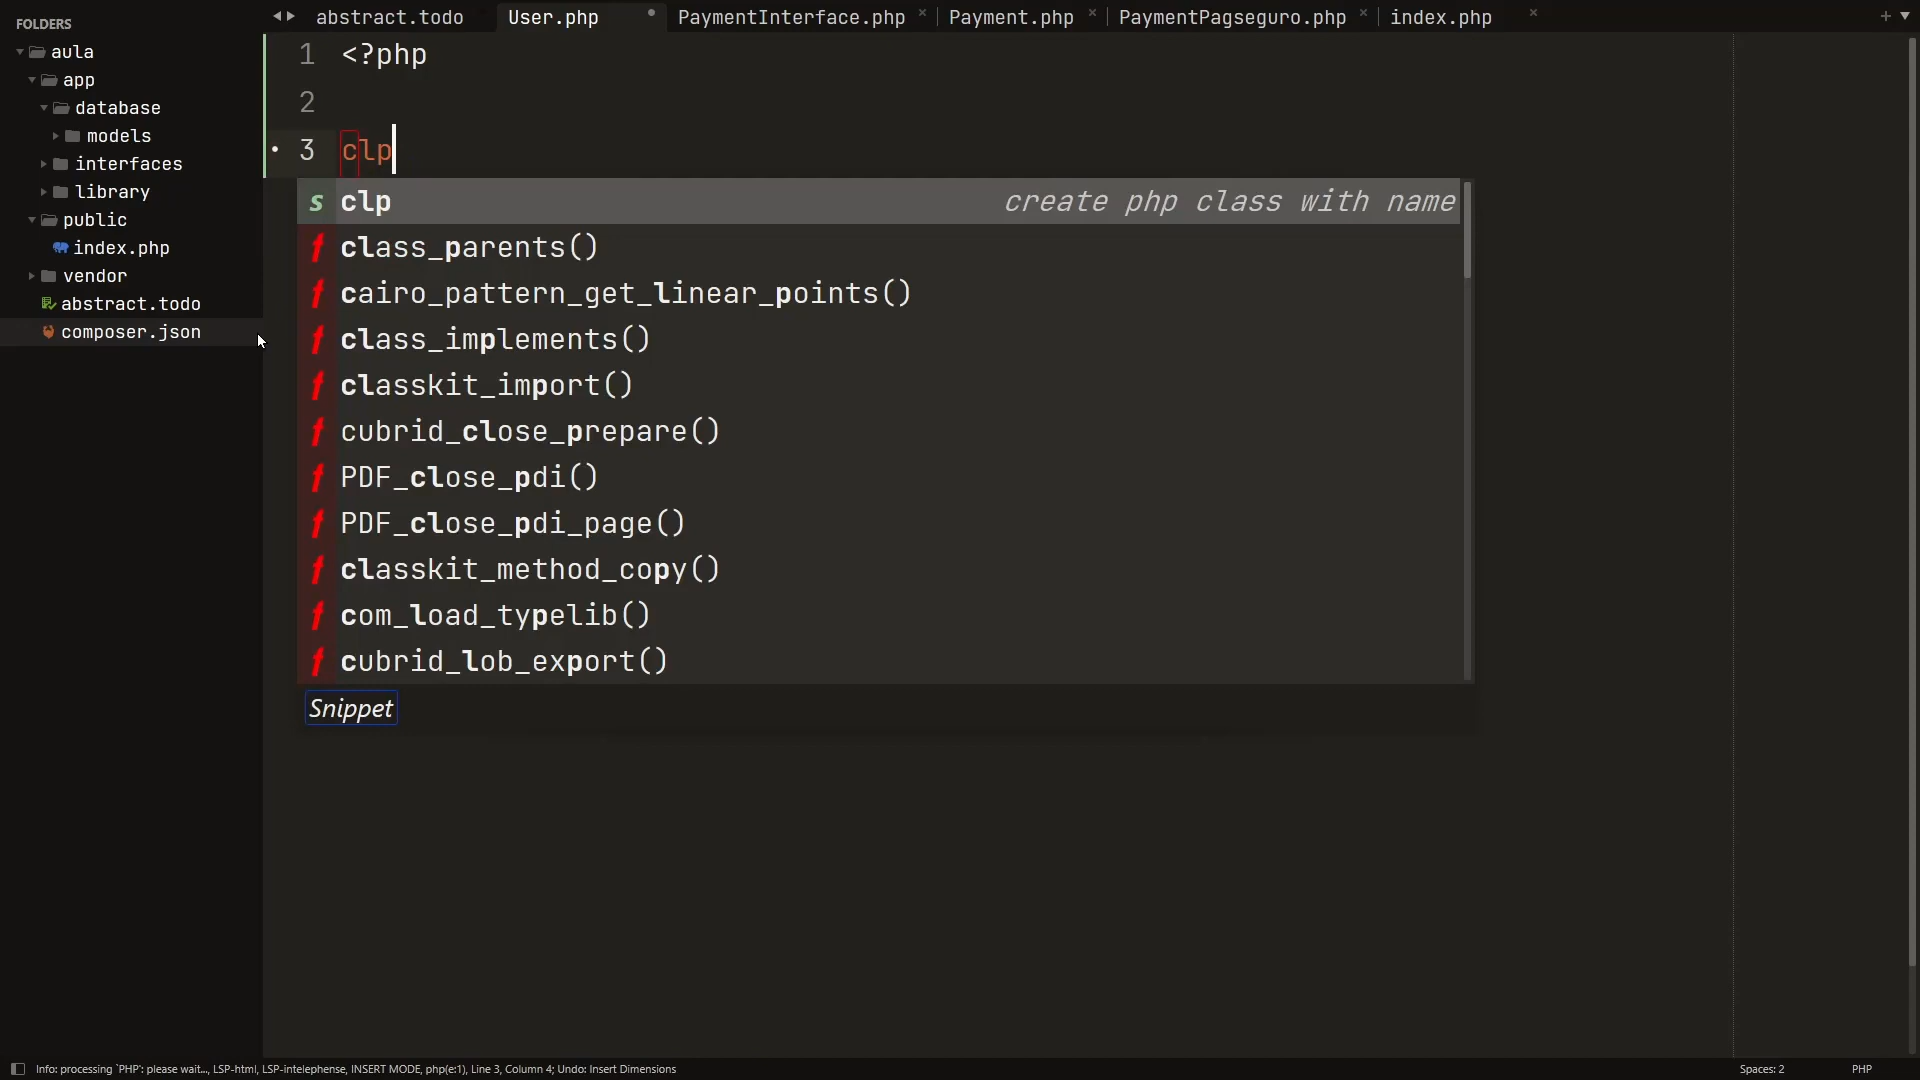 FOLDERS
aula
app
database
models
interfaces
library
public
index.php
vendor
abstract.todo
composer.json
abstract.todo User.php PaymentInterface.php Payment.php PaymentPagseguro.php index.php
1 <?php
2
3 clp
s clp create php class with name
f class_parents()
f cairo_pattern_get_linear_points()
f class_implements()
f classkit_import()
f cubrid_close_prepare()
f PDF_close_pdi()
f PDF_close_pdi_page()
f classkit_method_copy()
f com_load_typelib()
f cubrid_lob_export()
Snippet
Info: processing `PHP': please wait..., LSP-html, LSP-intelephense, INSERT MODE, php(e:1), Line 3, Column 4; Undo: Insert Dimensions Spaces: 2 PHP